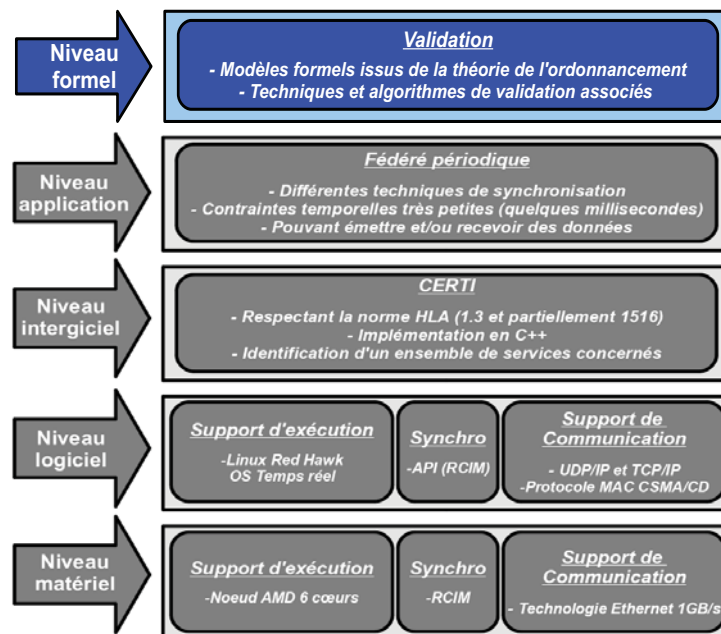 Niveau
formel
Validation
- Modèles formels issus de la théorie de l'ordonnancement
- Techniques et algorithmes de validation associés
Niveau
application
Fédéré périodique
- Différentes techniques de synchronisation
- Contraintes temporelles très petites (quelques millisecondes)
- Pouvant émettre et/ou recevoir des données
Niveau
intergiciel
CERTI
- Respectant la norme HLA (1.3 et partiellement 1516)
- Implémentation en C++
- Identification d'un ensemble de services concernés
Niveau
logiciel
Support d'exécution
-Linux Red Hawk
OS Temps réel
Synchro
-API (RCIM)
Support de
Communication
- UDP/IP et TCP/IP
-Protocole MAC CSMA/CD
Niveau
matériel
Support d'exécution
-Noeud AMD 6 cœurs
Synchro
-RCIM
Support de
Communication
- Technologie Ethernet 1GB/s